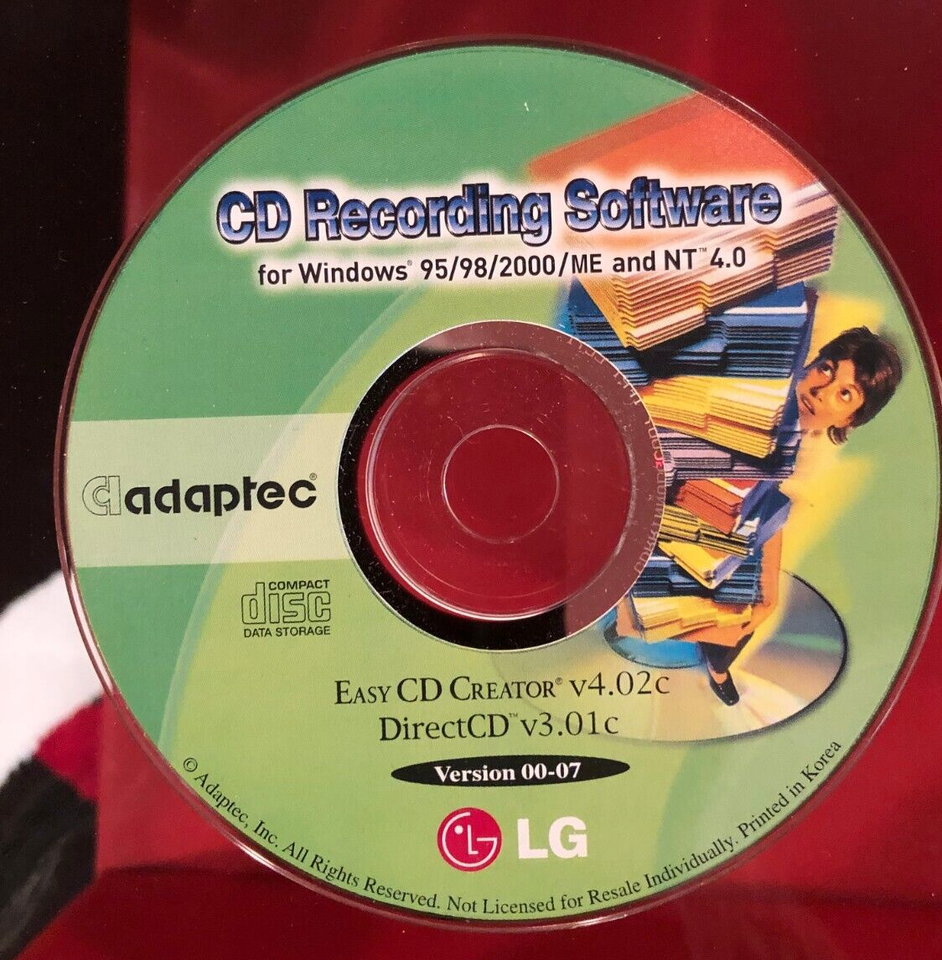 CD Recording Software
for Windows® 95/98/2000/ME and NT™ 4.0
adaptec®
COMPACT
disc
DATA STORAGE
EASY CD CREATOR® v4.02c
DirectCD™ v3.01c
Version 00-07
LG
© Adaptec, Inc. All Rights Reserved. Not Licensed for Resale Individually. Printed in Korea